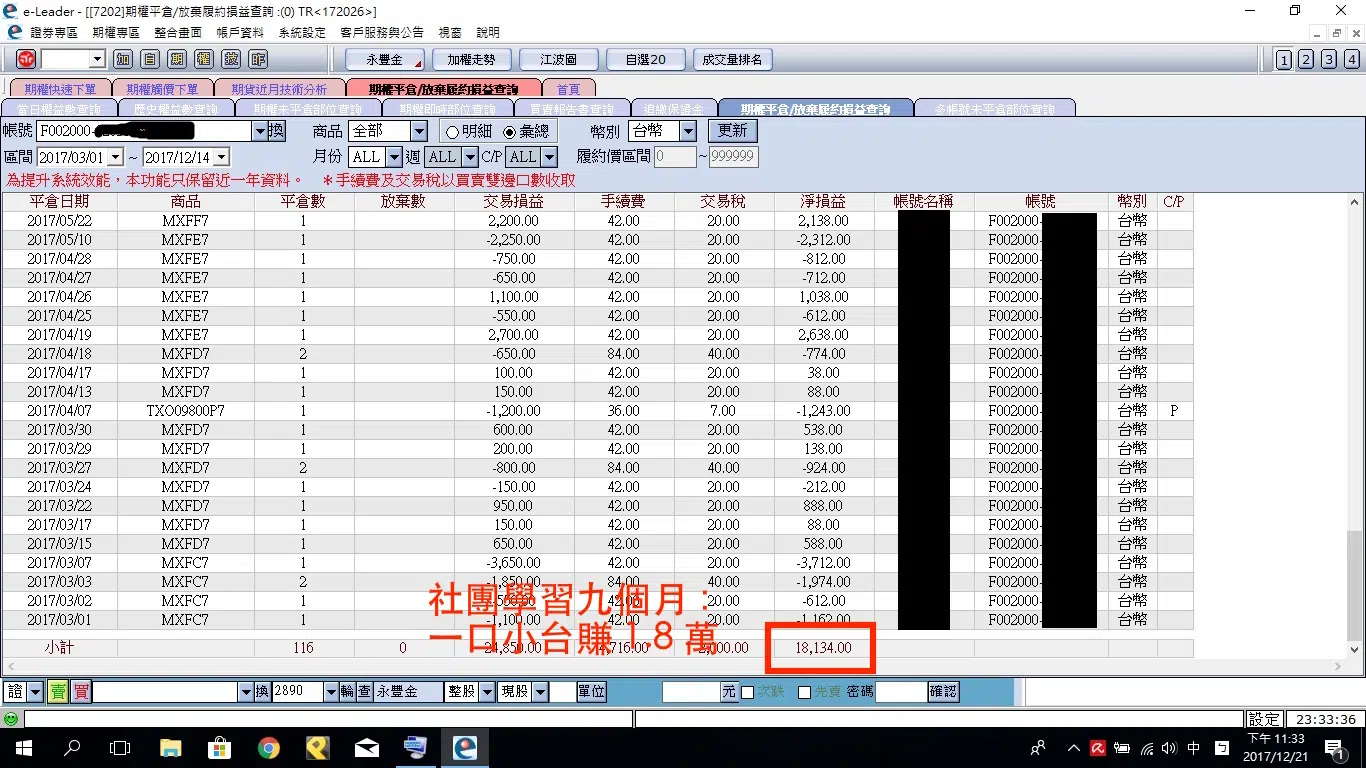 e-Leader - [[7202]期權平倉/放棄履約損益查詢 :(0) TR<172026>]
證券專區 期權專區 整合畫面 帳戶資料 系統設定 客戶服務與公告 視窗 說明
永豐金 加權走勢 江波圖 自選20 成交量排名 1 2 3 4
期權快速下單 期權觸價下單 期貨近月技術分析 期權平倉/放棄履約損益查詢 首頁
當日權益數查詢 歷史權益數查詢 期權未平倉部位查詢 期權即時部位查詢 買賣報告書查詢 追繳保證金 期權平倉/放棄履約損益查詢 多帳號未平倉部位查詢
帳號 F002000- 換 商品 全部 明細 彙總 幣別 台幣 更新
區間 2017/03/01 ~ 2017/12/14 月份 ALL 週 ALL C/P ALL 履約價區間 0 ~ 999999
為提升系統效能，本功能只保留近一年資料。 ＊手續費及交易稅以買賣雙邊口數收取
平倉日期 商品 平倉數 放棄數 交易損益 手續費 交易稅 淨損益 帳號名稱 帳號 幣別 C/P
2017/05/22 MXFF7 1 2,200.00 42.00 20.00 2,138.00 F002000- 台幣
2017/05/10 MXFE7 1 -2,250.00 42.00 20.00 -2,312.00 F002000- 台幣
2017/04/28 MXFE7 1 -750.00 42.00 20.00 -812.00 F002000- 台幣
2017/04/27 MXFE7 1 -650.00 42.00 20.00 -712.00 F002000- 台幣
2017/04/26 MXFE7 1 1,100.00 42.00 20.00 1,038.00 F002000- 台幣
2017/04/25 MXFE7 1 -550.00 42.00 20.00 -612.00 F002000- 台幣
2017/04/19 MXFE7 1 2,700.00 42.00 20.00 2,638.00 F002000- 台幣
2017/04/18 MXFD7 2 -650.00 84.00 40.00 -774.00 F002000- 台幣
2017/04/17 MXFD7 1 100.00 42.00 20.00 38.00 F002000- 台幣
2017/04/13 MXFD7 1 150.00 42.00 20.00 88.00 F002000- 台幣
2017/04/07 TXO09800P7 1 -1,200.00 36.00 7.00 -1,243.00 F002000- 台幣 P
2017/03/30 MXFD7 1 600.00 42.00 20.00 538.00 F002000- 台幣
2017/03/29 MXFD7 1 200.00 42.00 20.00 138.00 F002000- 台幣
2017/03/27 MXFD7 2 -800.00 84.00 40.00 -924.00 F002000- 台幣
2017/03/24 MXFD7 1 -150.00 42.00 20.00 -212.00 F002000- 台幣
2017/03/22 MXFD7 1 950.00 42.00 20.00 888.00 F002000- 台幣
2017/03/17 MXFD7 1 150.00 42.00 20.00 88.00 F002000- 台幣
2017/03/15 MXFD7 1 650.00 42.00 20.00 588.00 F002000- 台幣
2017/03/07 MXFC7 1 -3,650.00 42.00 20.00 -3,712.00 F002000- 台幣
2017/03/03 MXFC7 2 -1,850.00 84.00 40.00 -1,974.00 F002000- 台幣
2017/03/02 MXFC7 1 -550.00 42.00 20.00 -612.00 F002000- 台幣
2017/03/01 MXFC7 1 -1,100.00 42.00 20.00 -1,162.00 F002000- 台幣
社團學習九個月：
一口小台賺 1.8 萬
小計 116 0 24,850.00 18,134.00
證 賣 買 換 2890 輪 查 永豐金 整股 現股 單位 元 次跌 先賣 密碼 確認
設定 23:33:36
中 下午 11:33
2017/12/21 1